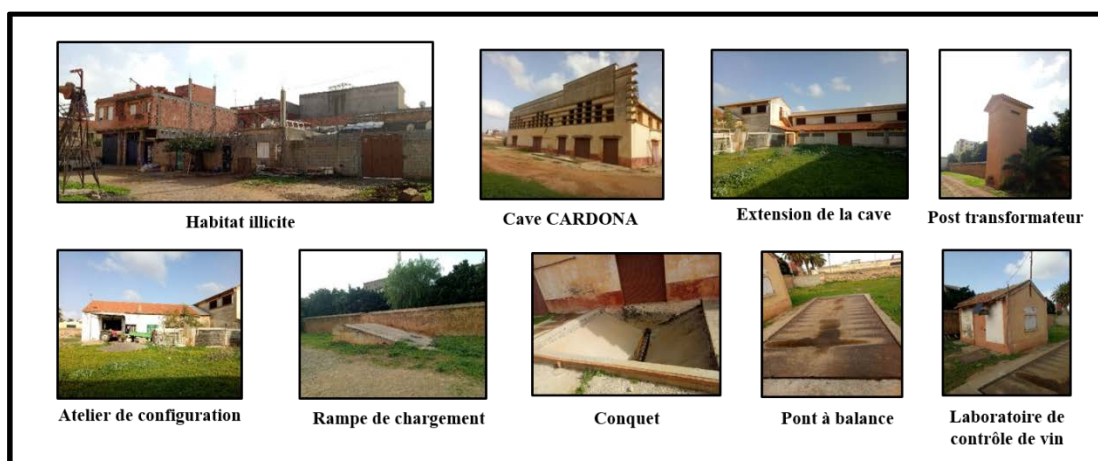 Habitat illicite
Cave CARDONA
Extension de la cave
Post transformateur
Atelier de configuration
Rampe de chargement
Conquet
Pont à balance
Laboratoire de
contrôle de vin